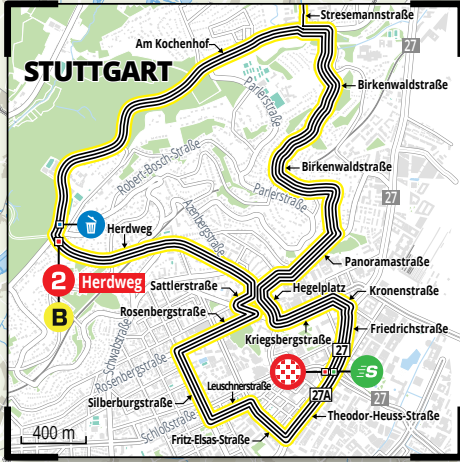 Stresemannstraße
Am Kochenhof
27
STUTTGART
Parlerstraße
Birkenwaldstraße
Robert-Bosch-Straße
Birkenwaldstraße
Parlerstraße
27
Azenbergstraße
Herdweg
Panoramastraße
2 Herdweg
Sattlerstraße
Hegelplatz
Kronenstraße
B
Rosenbergstraße
Friedrichstraße
Kriegsbergstraße
Schwabstraße
27
Rosenbergstraße
S
Leuschnerstraße
27A
27
Silberburgstraße
Theodor-Heuss-Straße
Schloßstraße
400 m
Fritz-Elsas-Straße